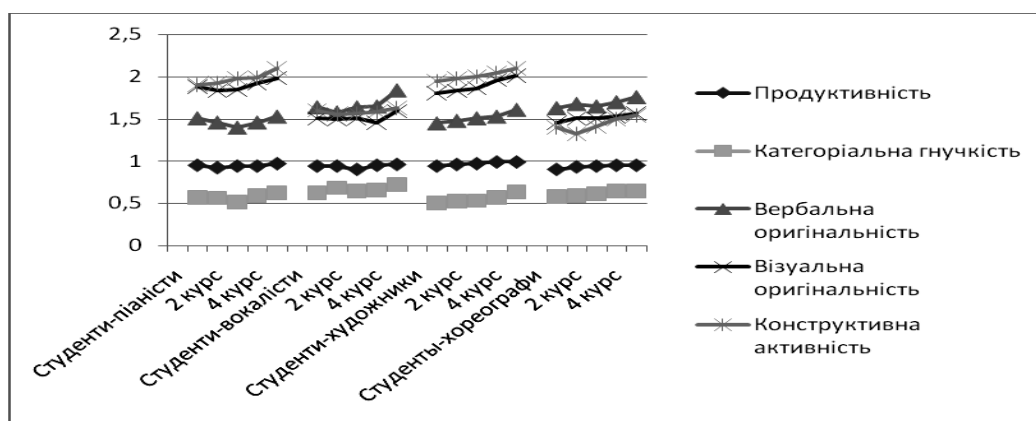 2,5
2
1,5
1
0,5
0
Студенти-піаністи
2 курс
4 курс
Студенти-вокалісти
2 курс
4 курс
Студенти-художники
2 курс
4 курс
Студенты-хореографи
2 курс
4 курс
Продуктивність
Категоріальна гнучкість
Вербальна
оригінальність
Візуальна
оригінальність
Конструктивна
активність